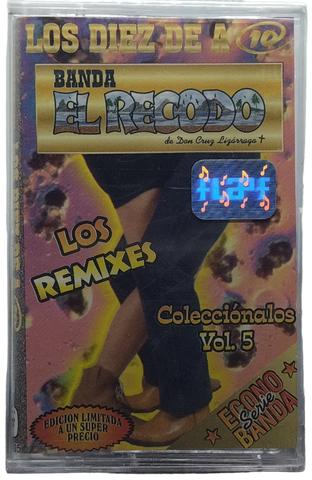 LOS DIEZ DE A 10
BANDA
EL RECODO
de Don Cruz Lizárraga †
LOS
REMIXES
Colecciónalos
Vol. 5
ECONO
Serie
BANDA
EDICION LIMITADA
A UN SUPER
PRECIO